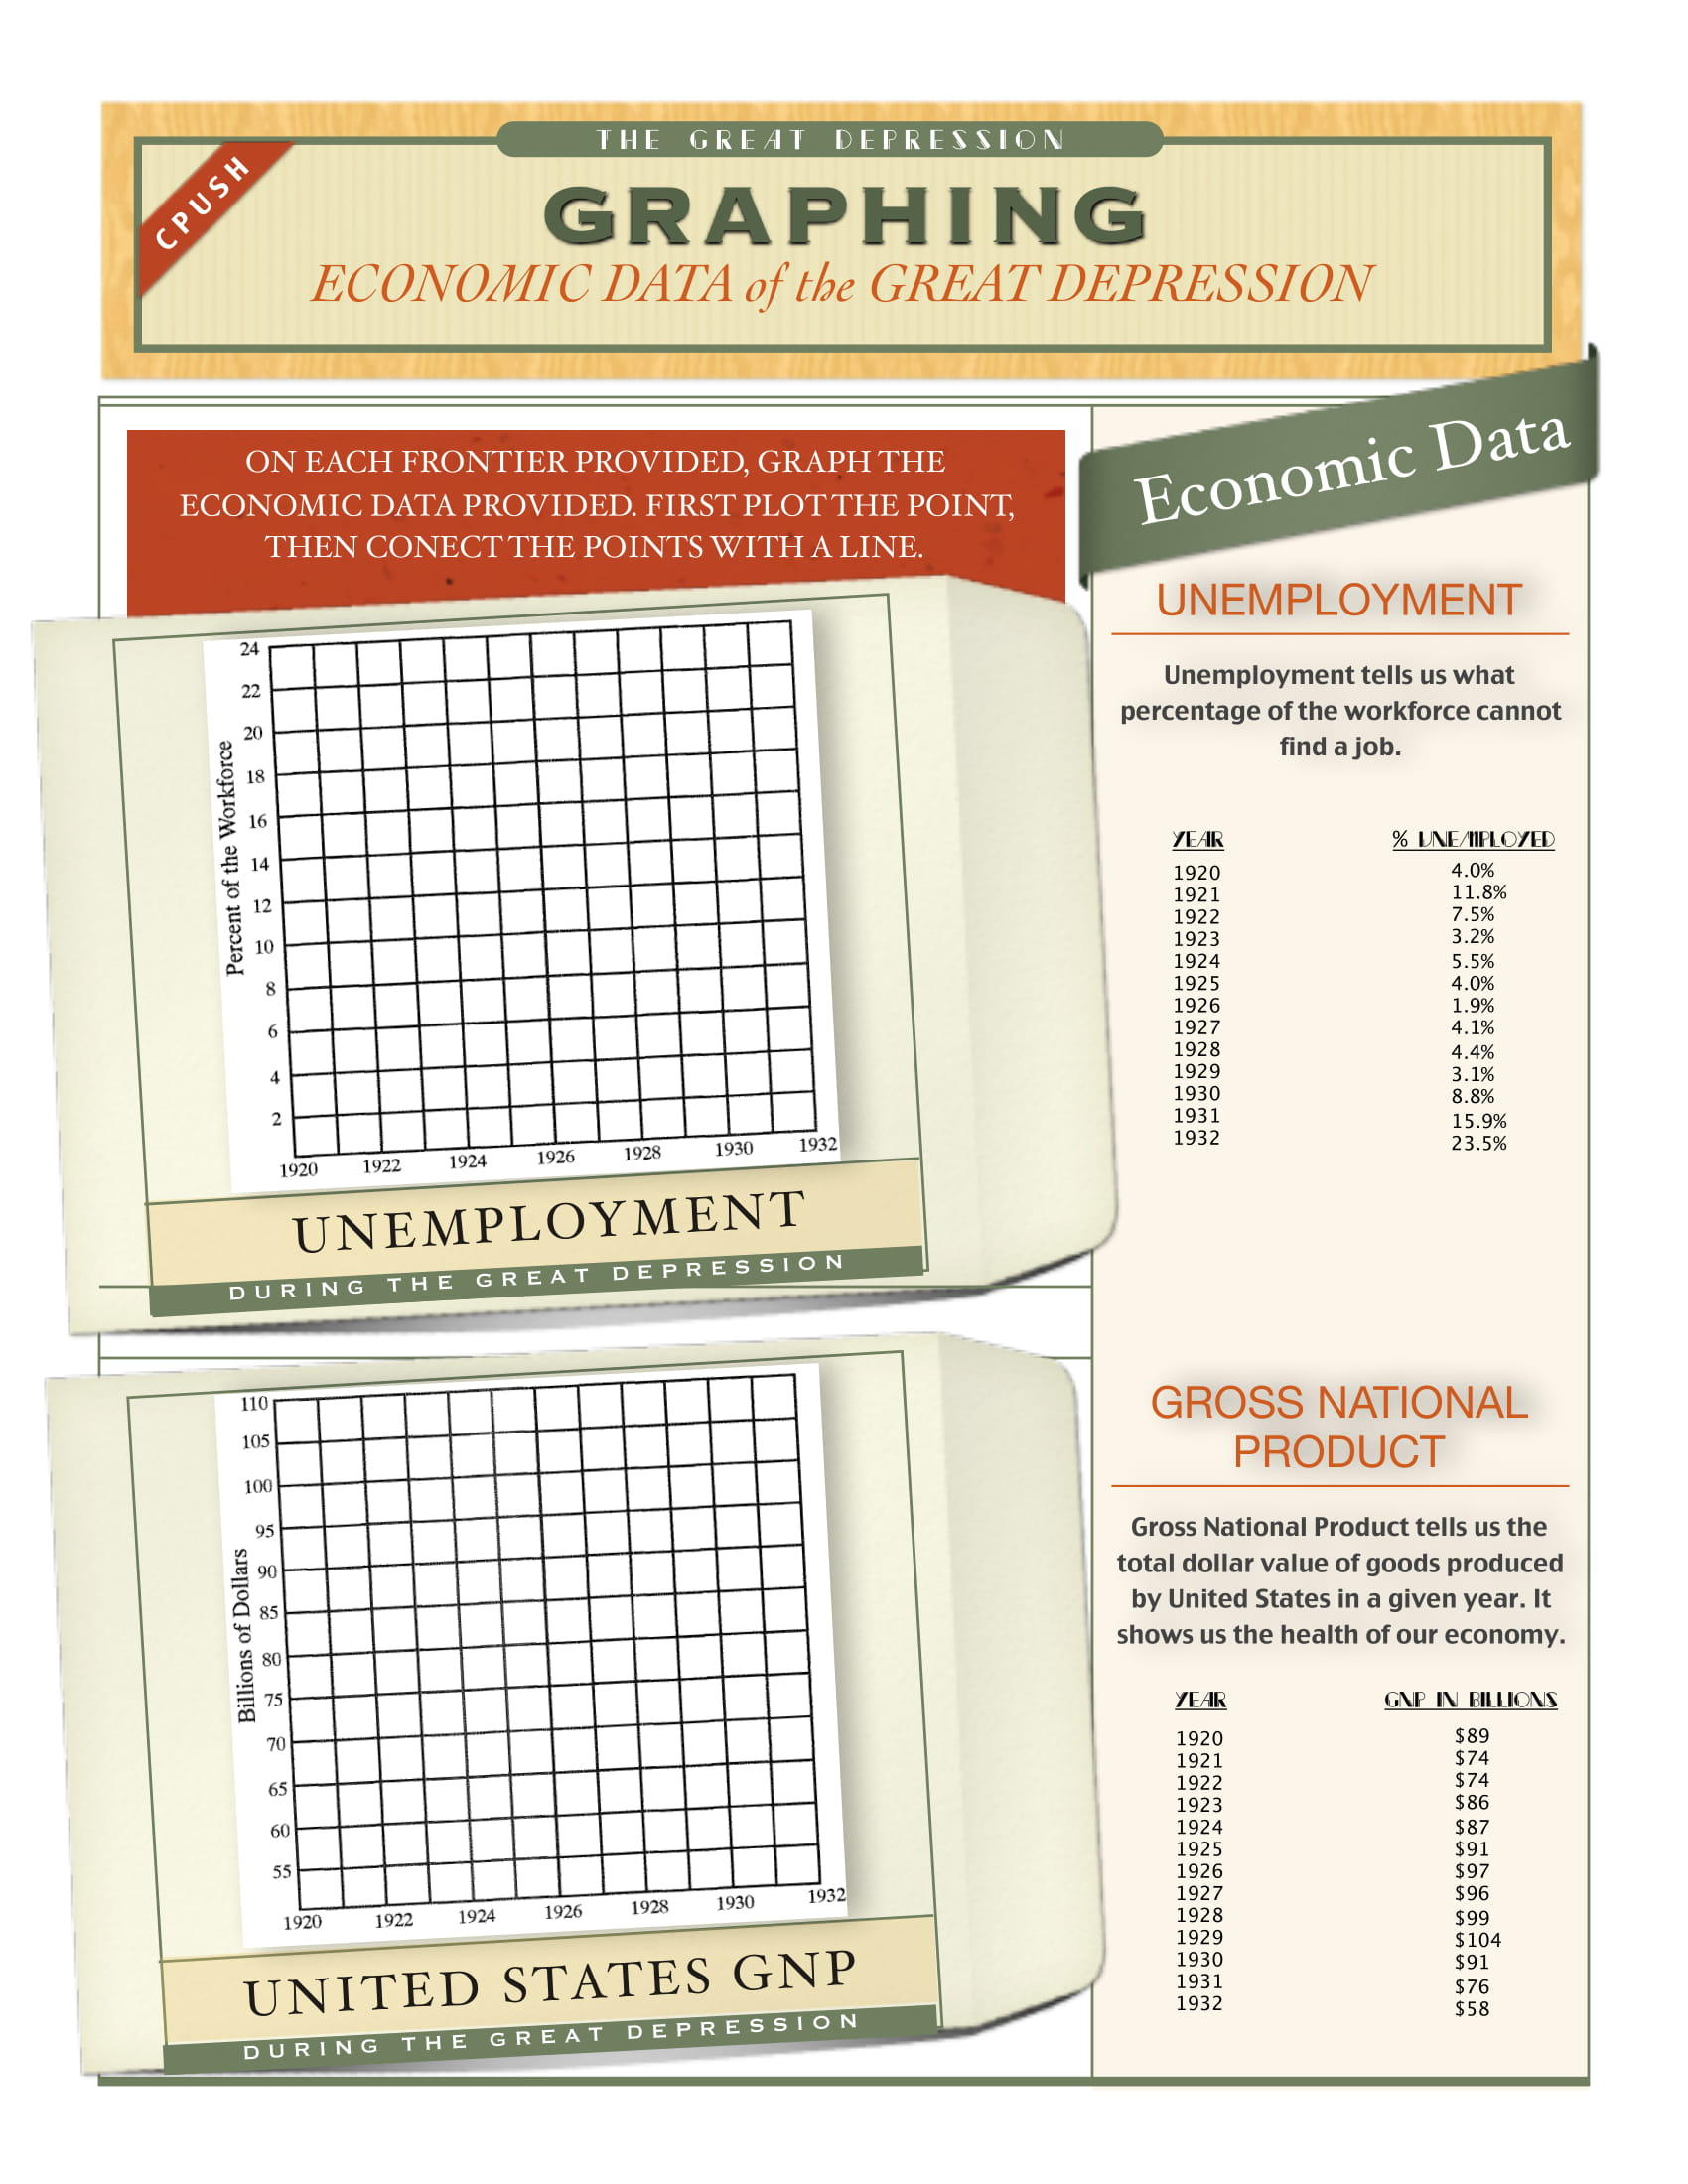 THE GREAT DEPRESSION
CPUSH
GRAPHING
ECONOMIC DATA of the GREAT DEPRESSION
ON EACH FRONTIER PROVIDED, GRAPH THE
ECONOMIC DATA PROVIDED. FIRST PLOT THE POINT,
THEN CONECT THE POINTS WITH A LINE.
Percent of the Workforce
24
22
20
18
16
14
12
10
8
6
4
2
1920 1922 1924 1926 1928 1930 1932
UNEMPLOYMENT
DURING THE GREAT DEPRESSION
Billions of Dollars
110
105
100
95
90
85
80
75
70
65
60
55
1920 1922 1924 1926 1928 1930 1932
UNITED STATES GNP
DURING THE GREAT DEPRESSION
Economic Data
UNEMPLOYMENT
Unemployment tells us what
percentage of the workforce cannot
find a job.
YEAR % UNEMPLOYED
1920 4.0%
1921 11.8%
1922 7.5%
1923 3.2%
1924 5.5%
1925 4.0%
1926 1.9%
1927 4.1%
1928 4.4%
1929 3.1%
1930 8.8%
1931 15.9%
1932 23.5%
GROSS NATIONAL
PRODUCT
Gross National Product tells us the
total dollar value of goods produced
by United States in a given year. It
shows us the health of our economy.
YEAR GNP IN BILLIONS
1920 $89
1921 $74
1922 $74
1923 $86
1924 $87
1925 $91
1926 $97
1927 $96
1928 $99
1929 $104
1930 $91
1931 $76
1932 $58